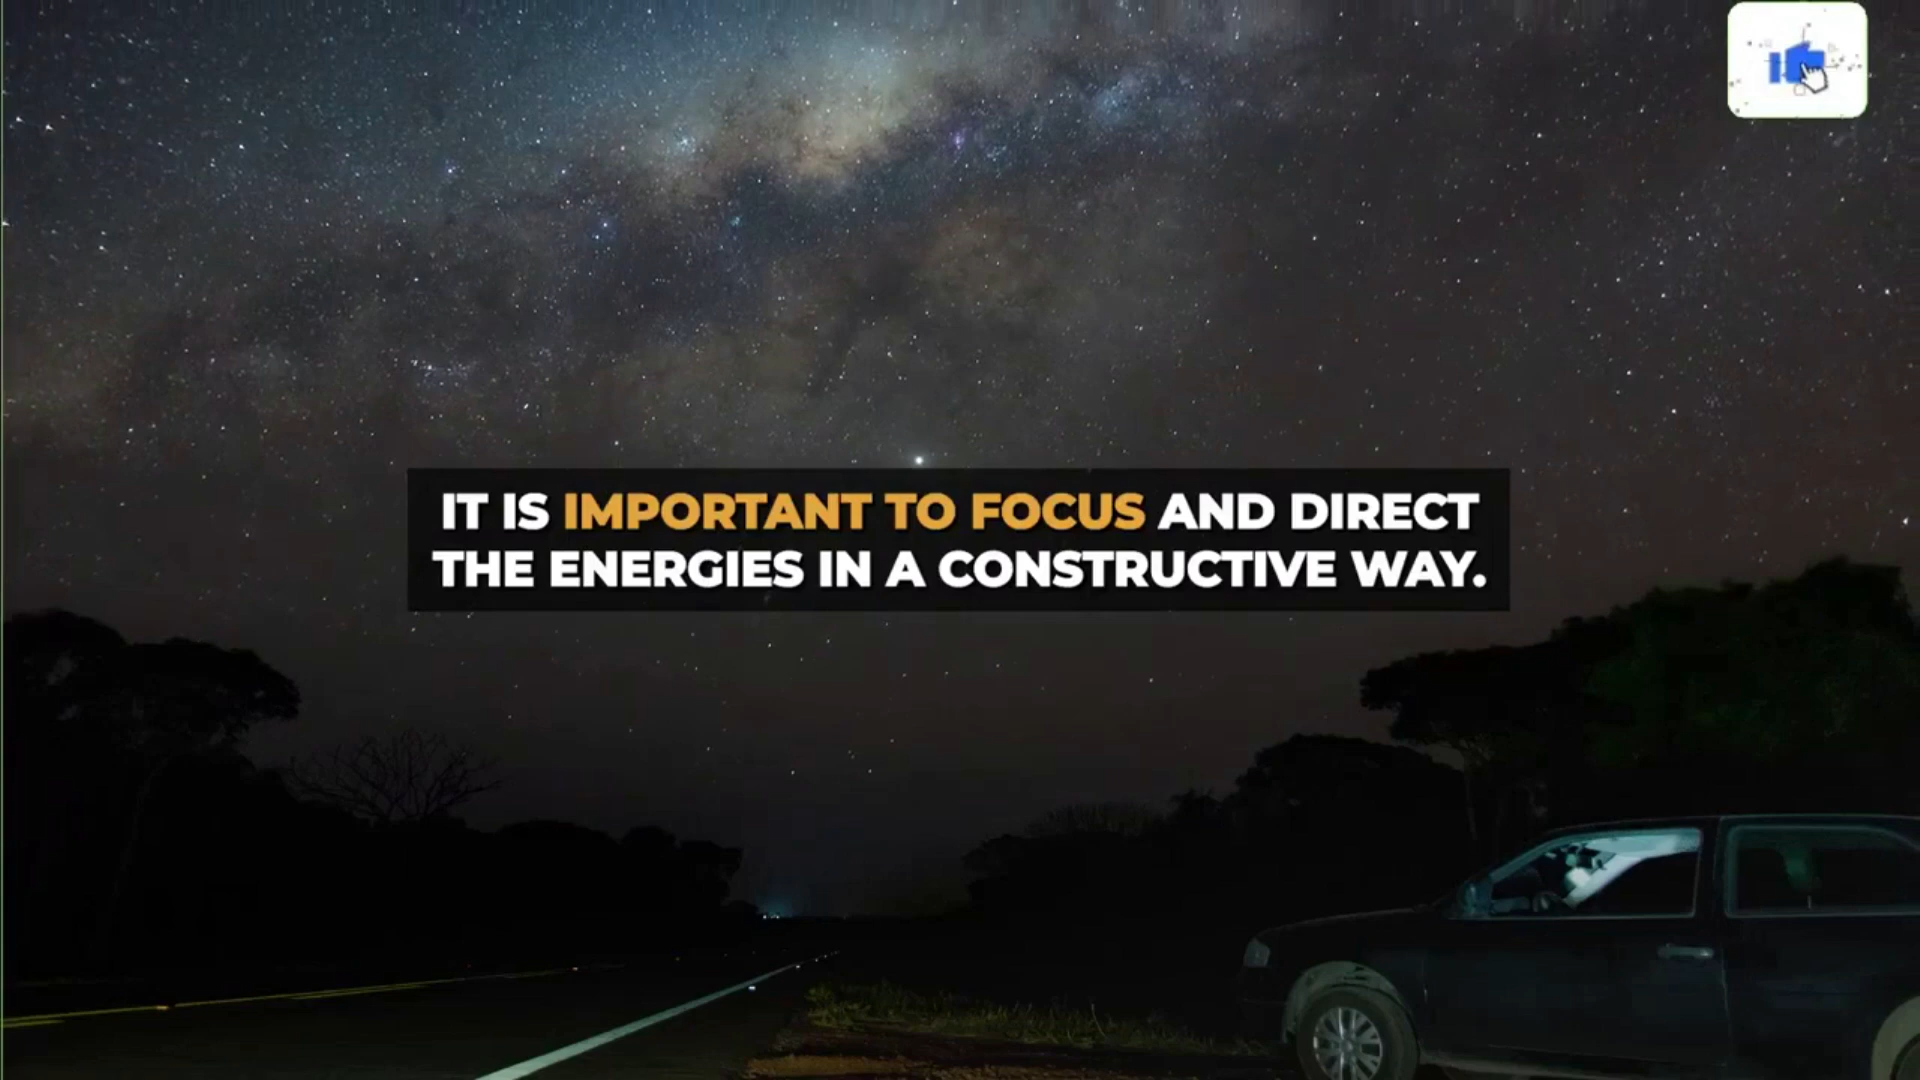 IT IS IMPORTANT TO FOCUS AND DIRECT
THE ENERGIES IN A CONSTRUCTIVE WAY.